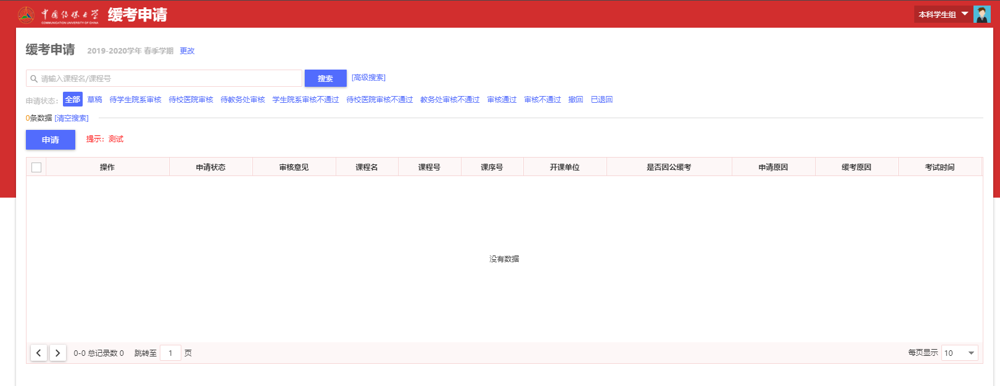 中国传媒大学 缓考申请
COMMUNICATION UNIVERSITY OF CHINA
本科学生组
缓考申请 2019-2020学年 春季学期 更改
请输入课程名/课程号 搜索 [高级搜索]
申请状态: 全部 草稿 待学生院系审核 待校医院审核 待教务处审核 学生院系审核不通过 待校医院审核不通过 教务处审核不通过 审核通过 审核不通过 撤回 已退回
0条数据 [清空搜索]
申请 提示：测试
操作 申请状态 审核意见 课程名 课程号 课序号 开课单位 是否因公缓考 申请原因 缓考原因 考试时间
没有数据
0-0 总记录数 0 跳转至 1 页 每页显示 10